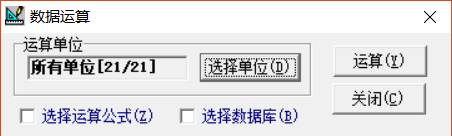 数据运算
运算单位
所有单位[21/21]
选择单位(D)
运算(Y)
关闭(C)
选择运算公式(Z)
选择数据库(B)